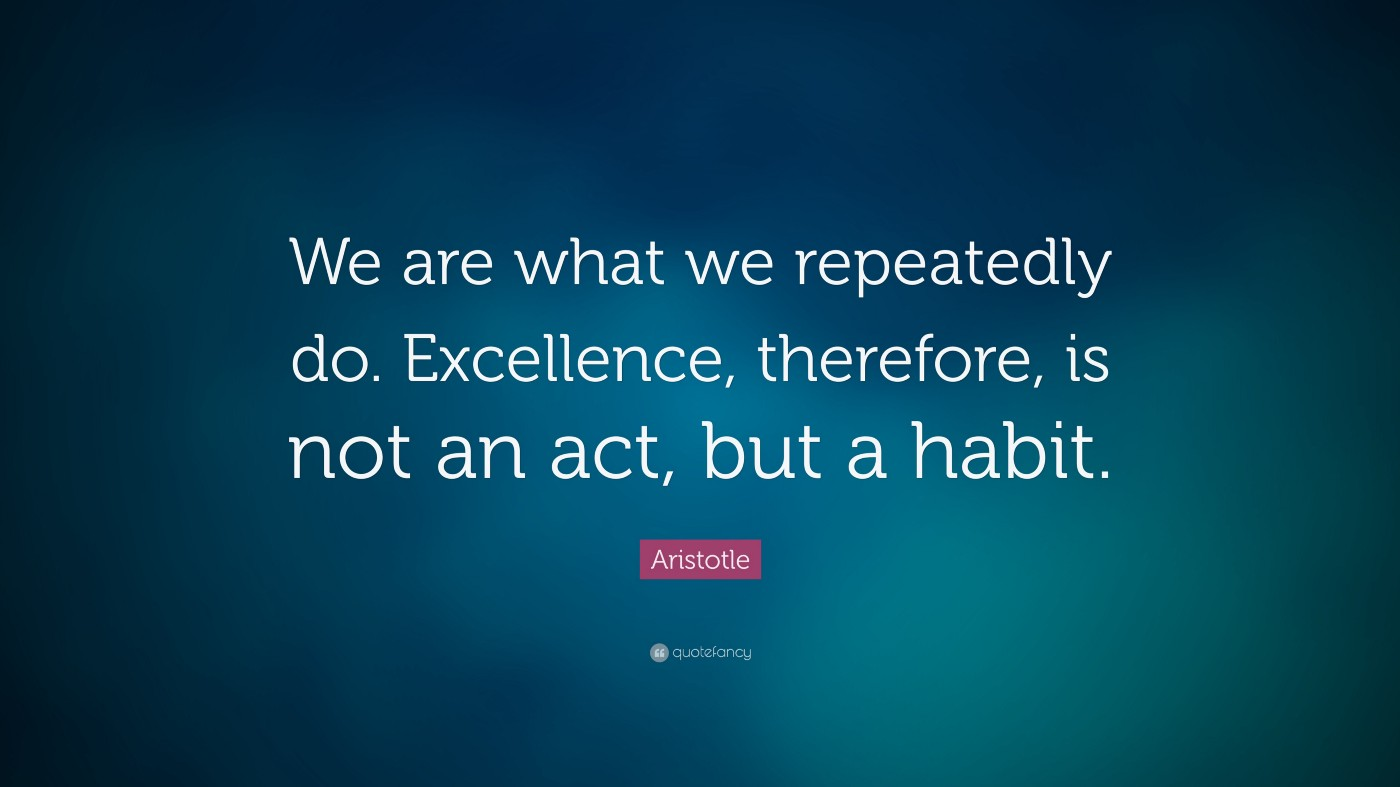 We are what we repeatedly
do. Excellence, therefore, is
not an act, but a habit.
Aristotle
quotefancy